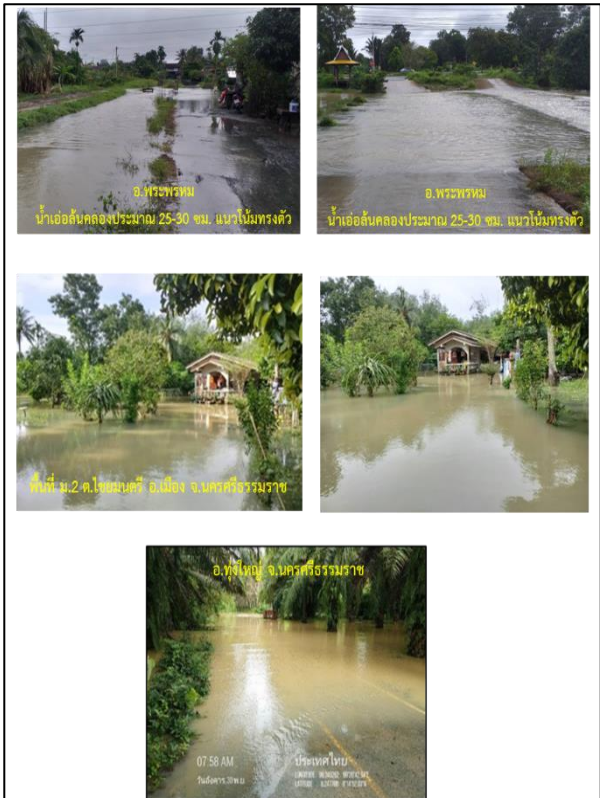 อ.พระพรหม
น้ำเอ่อล้นคลองประมาณ 25-30 ซม. แนวโน้มทรงตัว
อ.พระพรหม
น้ำเอ่อล้นคลองประมาณ 25-30 ซม. แนวโน้มทรงตัว
พื้นที่ ม.2 ต.ไชยมนตรี อ.เมือง จ.นครศรีธรรมราช
อ.ทุ่งใหญ่ จ.นครศรีธรรมราช
07:58 AM
ประเทศไทย
วันอังคาร